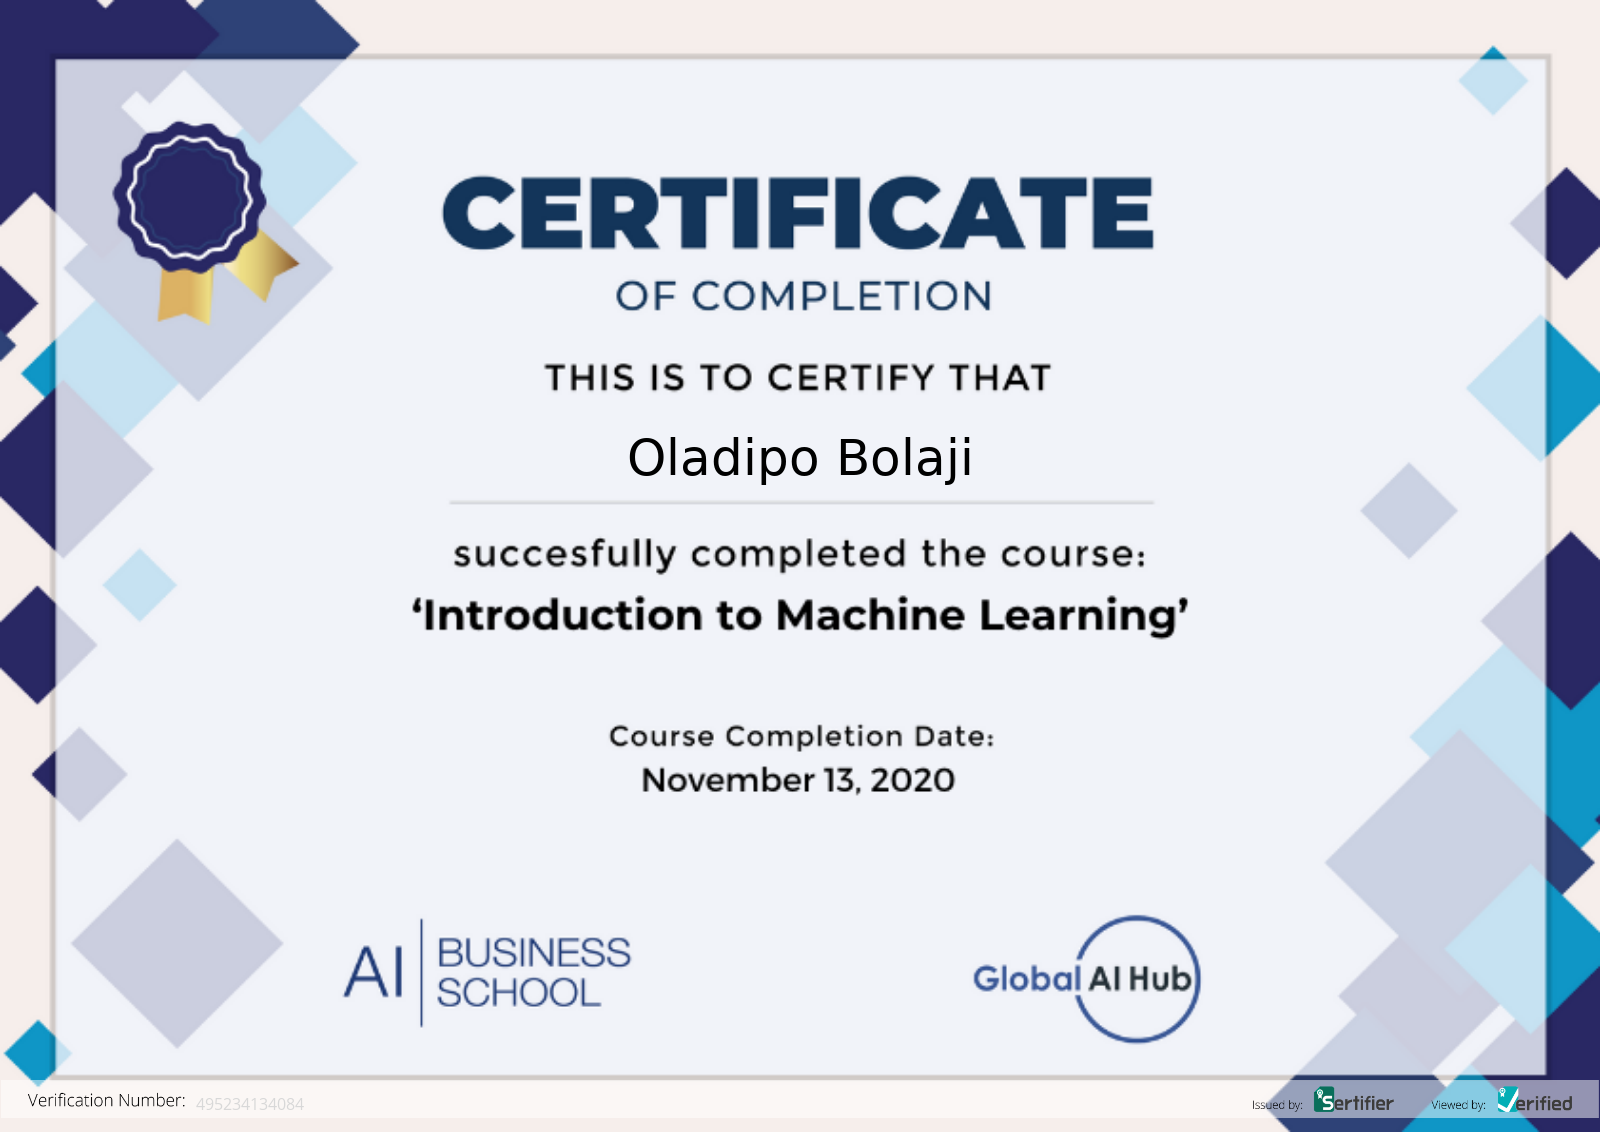 CERTIFICATE
OF COMPLETION
THIS IS TO CERTIFY THAT
Oladipo Bolaji
succesfully completed the course:
‘Introduction to Machine Learning’
Course Completion Date:
November 13, 2020
AI BUSINESS
SCHOOL
Global AI Hub
Verification Number: 495234134084
Issued by: Sertifier Viewed by: Verified